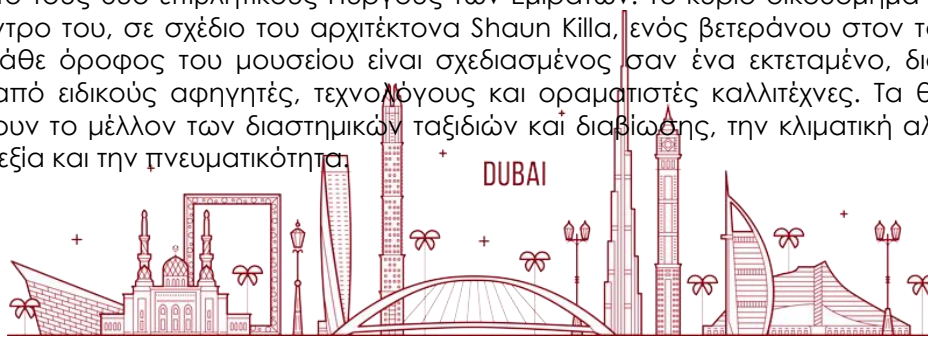 πό τους δύο επιβλητικούς Πύργους των Εμιράτων. Το κύριο οικοδόμημα
ντρο του, σε σχέδιο του αρχιτέκτονα Shaun Killa, ενός βετεράνου στον το
άθε όροφος του μουσείου είναι σχεδιασμένος σαν ένα εκτεταμένο, δια
από ειδικούς αφηγητές, τεχνολόγους και οραματιστές καλλιτέχνες. Τα θ
ουν το μέλλον των διαστημικών ταξιδιών και διαβίωσης, την κλιματική αλ
εξία και την πνευματικότητα.
DUBAI